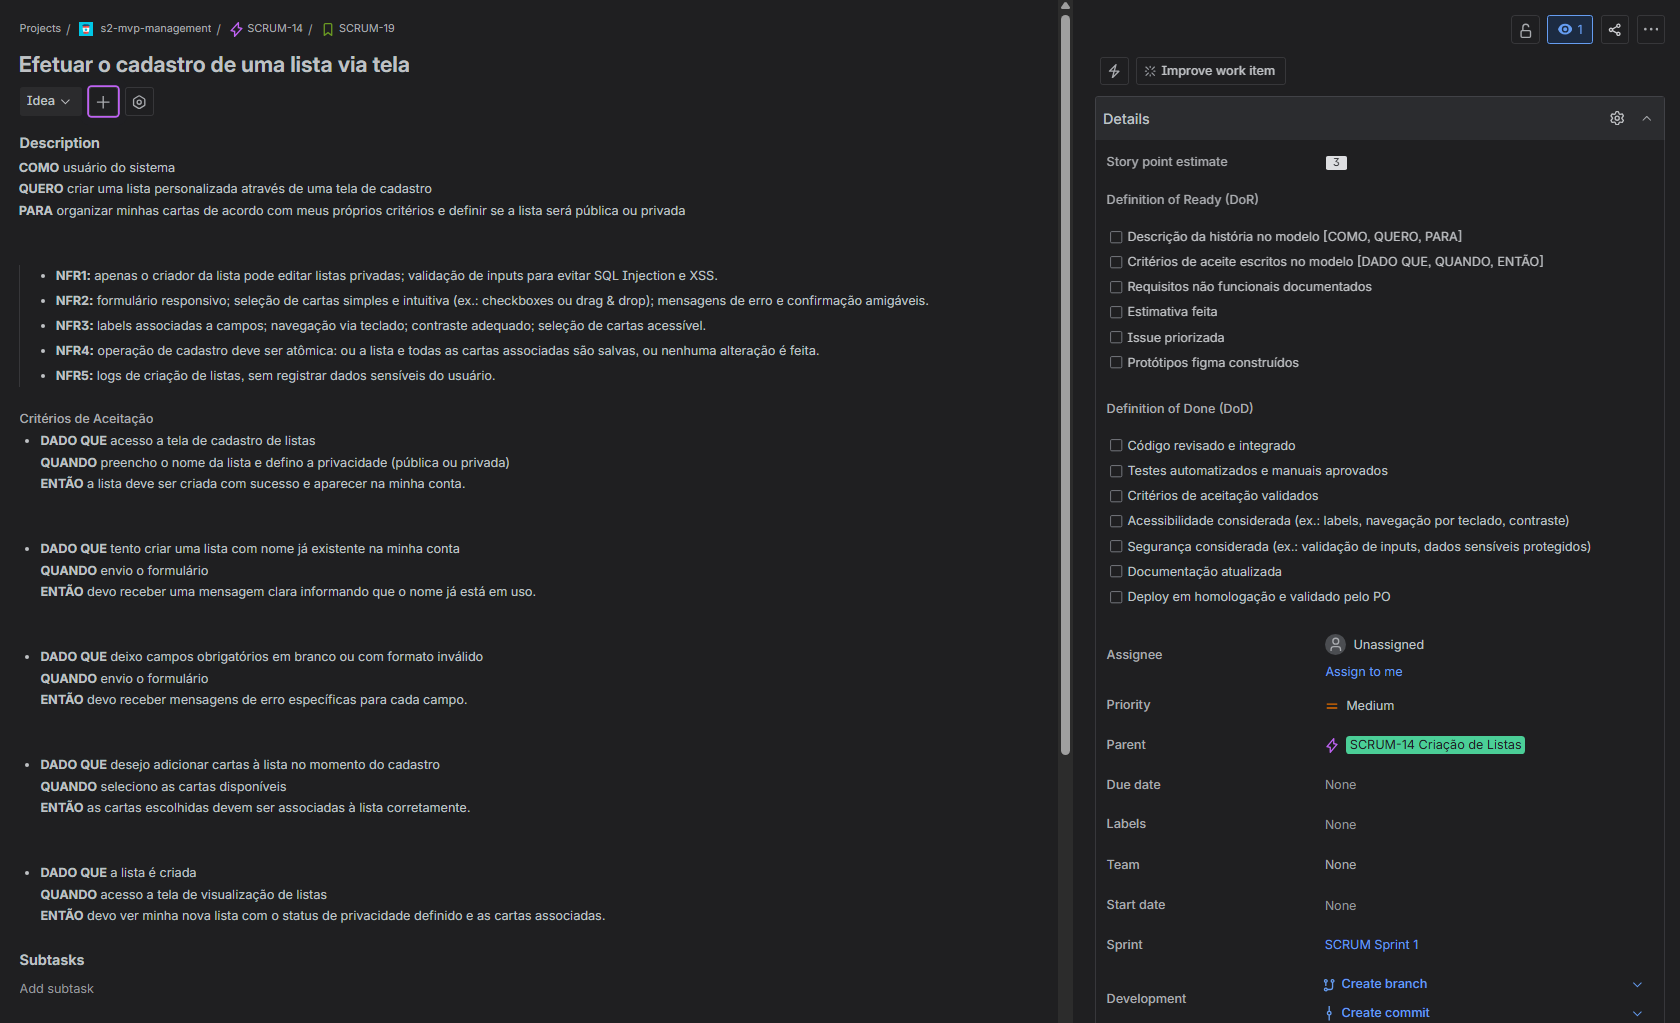 Projects / s2-mvp-management / SCRUM-14 / SCRUM-19
Efetuar o cadastro de uma lista via tela
Idea
Description
COMO usuário do sistema
QUERO criar uma lista personalizada através de uma tela de cadastro
PARA organizar minhas cartas de acordo com meus próprios critérios e definir se a lista será pública ou privada
• NFR1: apenas o criador da lista pode editar listas privadas; validação de inputs para evitar SQL Injection e XSS.
• NFR2: formulário responsivo; seleção de cartas simples e intuitiva (ex.: checkboxes ou drag & drop); mensagens de erro e confirmação amigáveis.
• NFR3: labels associadas a campos; navegação via teclado; contraste adequado; seleção de cartas acessível.
• NFR4: operação de cadastro deve ser atômica: ou a lista e todas as cartas associadas são salvas, ou nenhuma alteração é feita.
• NFR5: logs de criação de listas, sem registrar dados sensíveis do usuário.
Critérios de Aceitação
• DADO QUE acesso a tela de cadastro de listas
QUANDO preencho o nome da lista e defino a privacidade (pública ou privada)
ENTÃO a lista deve ser criada com sucesso e aparecer na minha conta.
• DADO QUE tento criar uma lista com nome já existente na minha conta
QUANDO envio o formulário
ENTÃO devo receber uma mensagem clara informando que o nome já está em uso.
• DADO QUE deixo campos obrigatórios em branco ou com formato inválido
QUANDO envio o formulário
ENTÃO devo receber mensagens de erro específicas para cada campo.
• DADO QUE desejo adicionar cartas à lista no momento do cadastro
QUANDO seleciono as cartas disponíveis
ENTÃO as cartas escolhidas devem ser associadas à lista corretamente.
• DADO QUE a lista é criada
QUANDO acesso a tela de visualização de listas
ENTÃO devo ver minha nova lista com o status de privacidade definido e as cartas associadas.
Subtasks
Add subtask
1
Improve work item
Details
Story point estimate 3
Definition of Ready (DoR)
Descrição da história no modelo [COMO, QUERO, PARA]
Critérios de aceite escritos no modelo [DADO QUE, QUANDO, ENTÃO]
Requisitos não funcionais documentados
Estimativa feita
Issue priorizada
Protótipos figma construídos
Definition of Done (DoD)
Código revisado e integrado
Testes automatizados e manuais aprovados
Critérios de aceitação validados
Acessibilidade considerada (ex.: labels, navegação por teclado, contraste)
Segurança considerada (ex.: validação de inputs, dados sensíveis protegidos)
Documentação atualizada
Deploy em homologação e validado pelo PO
Assignee Unassigned
Assign to me
Priority Medium
Parent SCRUM-14 Criação de Listas
Due date None
Labels None
Team None
Start date None
Sprint SCRUM Sprint 1
Development Create branch
Create commit